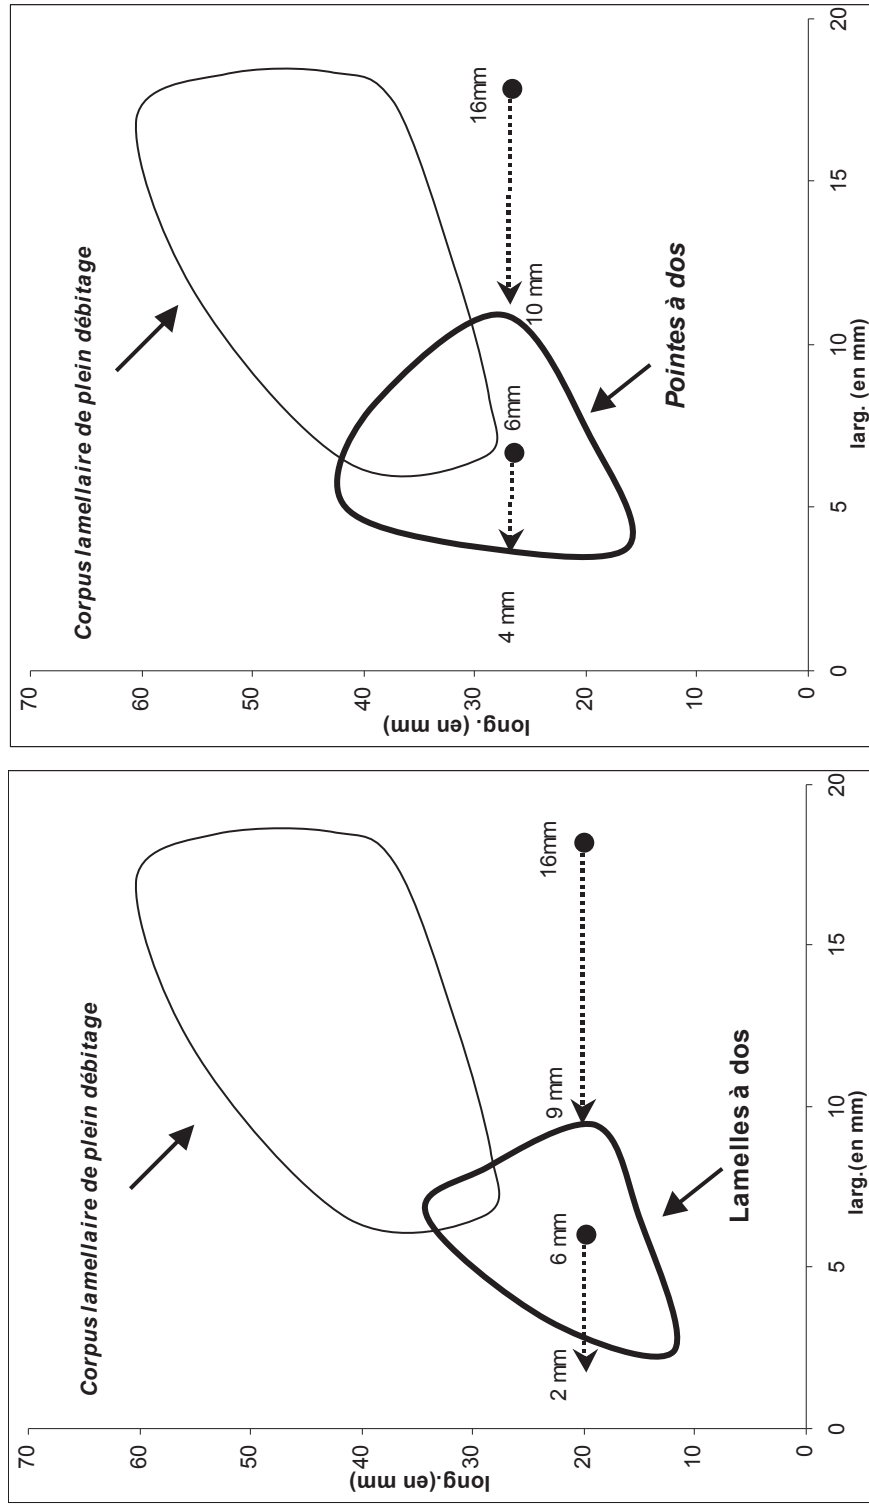 Corpus lamellaire de plein débitage
70
60
50
40
30
20
10
0
long.(en mm)
2 mm
6 mm
9 mm
16mm
Lamelles à dos
0
5
10
15
20
larg.(en mm)
Corpus lamellaire de plein débitage
70
60
50
40
30
20
10
0
long. (en mm)
4 mm
6mm
10 mm
16mm
Pointes à dos
0
5
10
15
20
larg. (en mm)